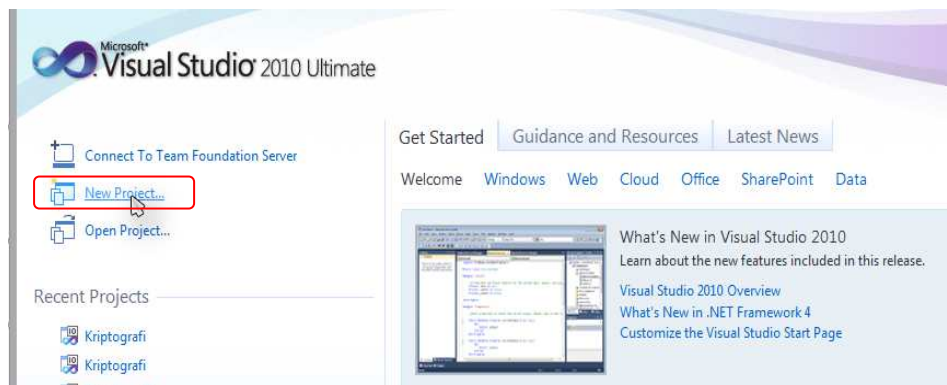 Microsoft®
Visual Studio® 2010 Ultimate
Connect To Team Foundation Server
New Project...
Open Project...
Recent Projects
Kriptografi
Kriptografi
Get Started
Guidance and Resources
Latest News
Welcome Windows Web Cloud Office SharePoint Data
What's New in Visual Studio 2010
Learn about the new features included in this release.
Visual Studio 2010 Overview
What's New in .NET Framework 4
Customize the Visual Studio Start Page